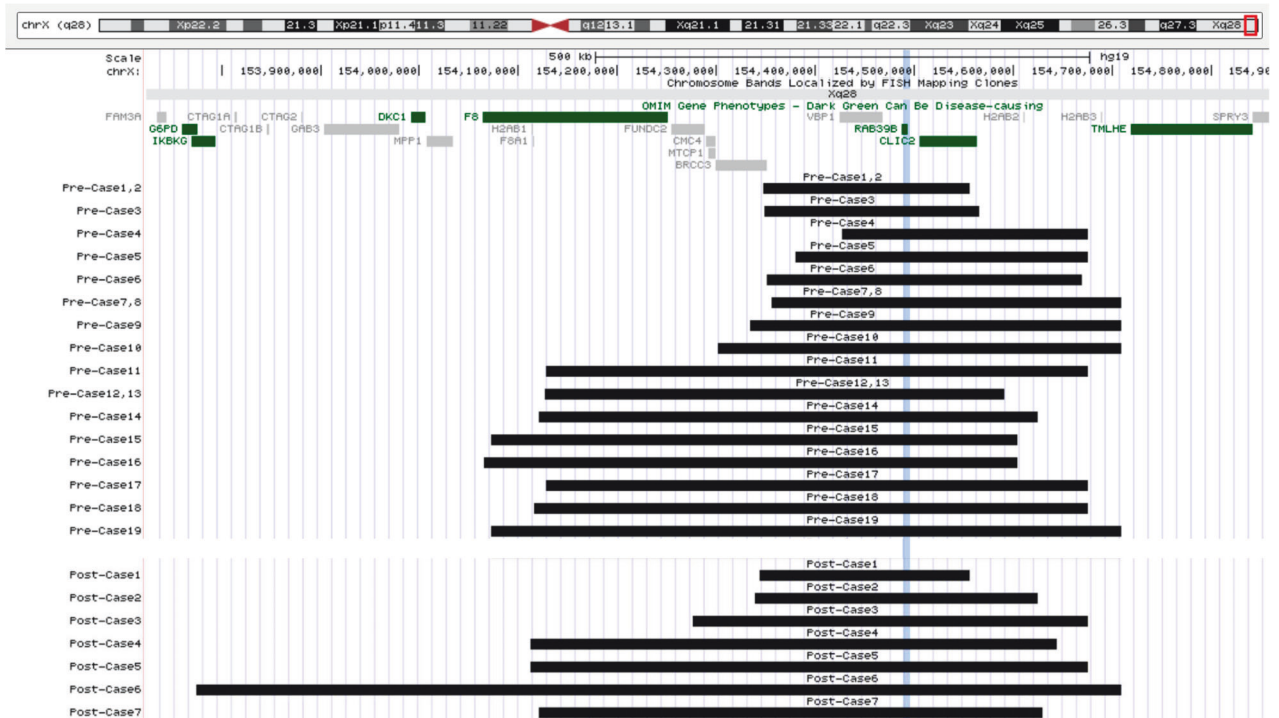 chrX (q28) Xp22.2 21.3 Xp21.1 p11.4 11.3 11.22 q12 13.1 Xq21.1 21.31 21.33 22.1 q22.3 Xq23 Xq24 Xq25 26.3 q27.3 Xq28
Scale 500 kb hg19
chrX: | 153,900,000| 154,000,000| 154,100,000| 154,200,000| 154,300,000| 154,400,000| 154,500,000| 154,600,000| 154,700,000| 154,800,000| 154,90
Chromosome Bands Localized by FISH Mapping Clones
Xq28
OMIM Gene Phenotypes - Dark Green Can Be Disease-causing
FAM3A CTAG1A CTAG2 DKC1 F8 VBP1 H2AB2 H2AB3 SPRY3
G6PD CTAG1B GAB3 H2AB1 FUNDC2 RAB39B TMLHE
IKBKG MPP1 F8A1 CMC4 CLIC2
MTCP1
BRCC3
Pre-Case1,2
Pre-Case1,2
Pre-Case3
Pre-Case3
Pre-Case4
Pre-Case4
Pre-Case5
Pre-Case5
Pre-Case6
Pre-Case6
Pre-Case7,8
Pre-Case7,8
Pre-Case9
Pre-Case9
Pre-Case10
Pre-Case10
Pre-Case11
Pre-Case11
Pre-Case12,13
Pre-Case12,13
Pre-Case14
Pre-Case14
Pre-Case15
Pre-Case15
Pre-Case16
Pre-Case16
Pre-Case17
Pre-Case17
Pre-Case18
Pre-Case18
Pre-Case19
Pre-Case19
Post-Case1
Post-Case1
Post-Case2
Post-Case2
Post-Case3
Post-Case3
Post-Case4
Post-Case4
Post-Case5
Post-Case5
Post-Case6
Post-Case6
Post-Case7
Post-Case7